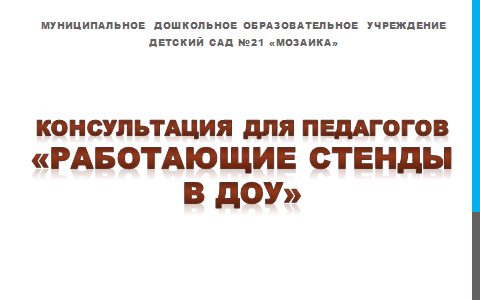 МУНИЦИПАЛЬНОЕ ДОШКОЛЬНОЕ ОБРАЗОВАТЕЛЬНОЕ УЧРЕЖДЕНИЕ
ДЕТСКИЙ САД №21 «МОЗАИКА»
КОНСУЛЬТАЦИЯ ДЛЯ ПЕДАГОГОВ
«РАБОТАЮЩИЕ СТЕНДЫ
В ДОУ»